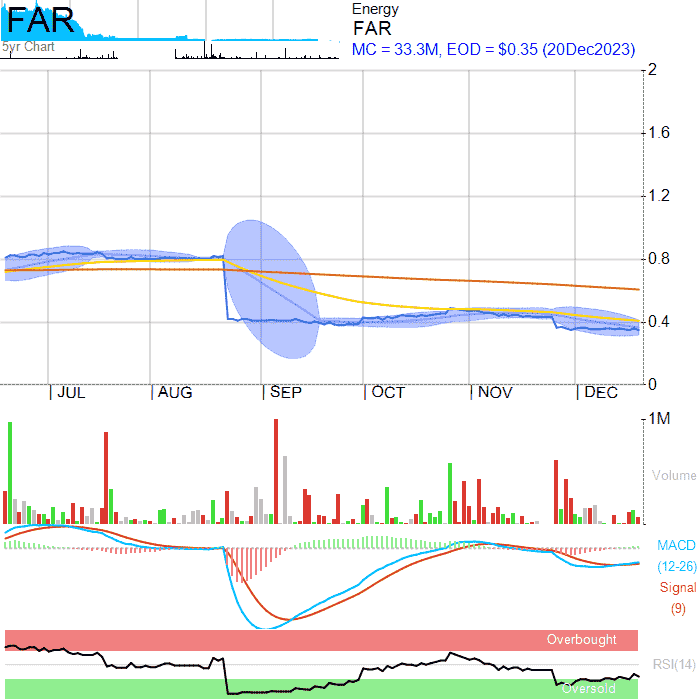 FAR
5yr Chart
Energy
FAR
MC = 33.3M, EOD = $0.35 (20Dec2023)
2
1.6
1.2
0.8
0.4
0
JUL AUG SEP OCT NOV DEC
1M
Volume
MACD
(12-26)
Signal
(9)
Overbought
RSI(14)
Oversold